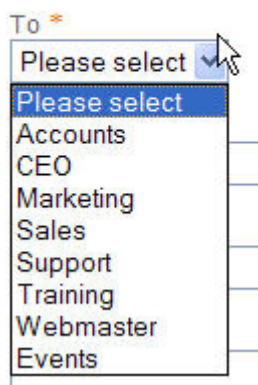 To *
Please select
Please select
Accounts
CEO
Marketing
Sales
Support
Training
Webmaster
Events